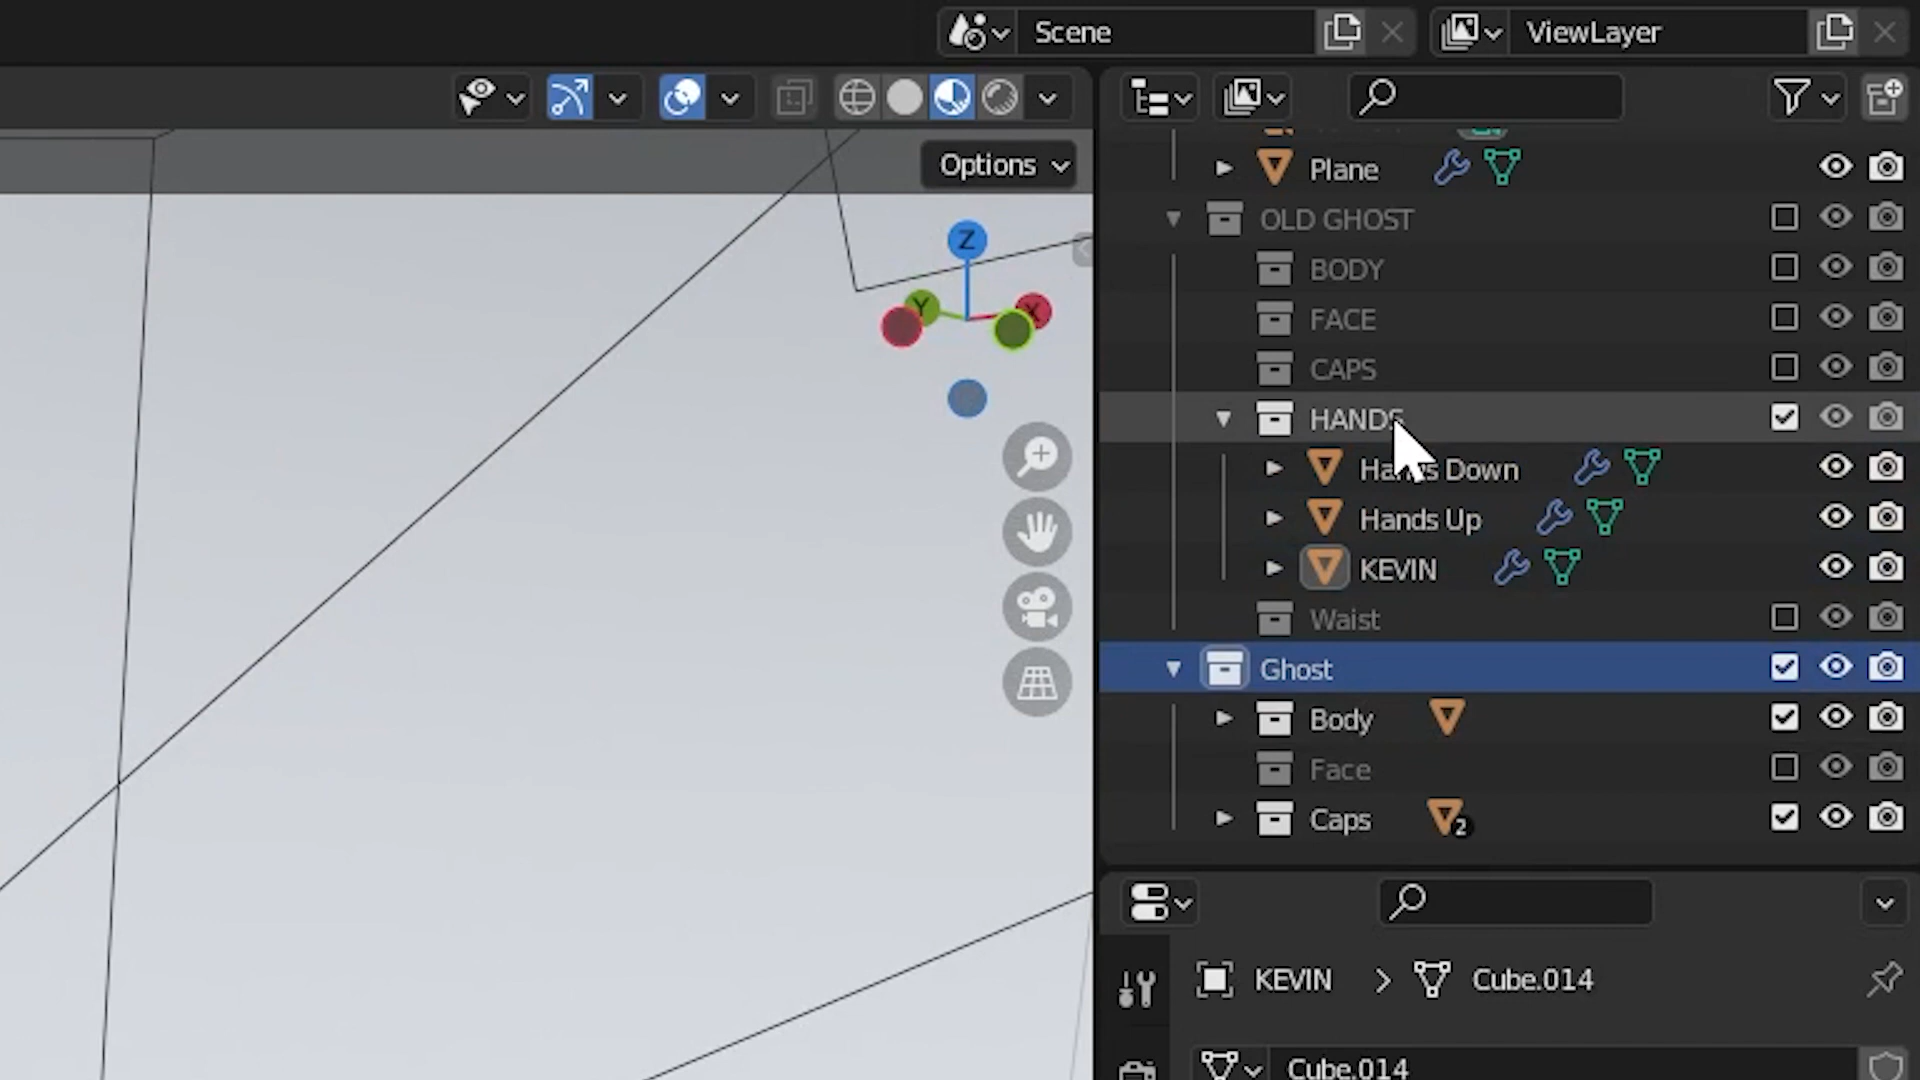 Scene
ViewLayer
Options
Plane
Z
Y
X
OLD GHOST
BODY
FACE
CAPS
HANDS
Hands Down
Hands Up
KEVIN
Waist
Ghost
Body
Face
Caps 2
KEVIN > Cube.014
Cube.014